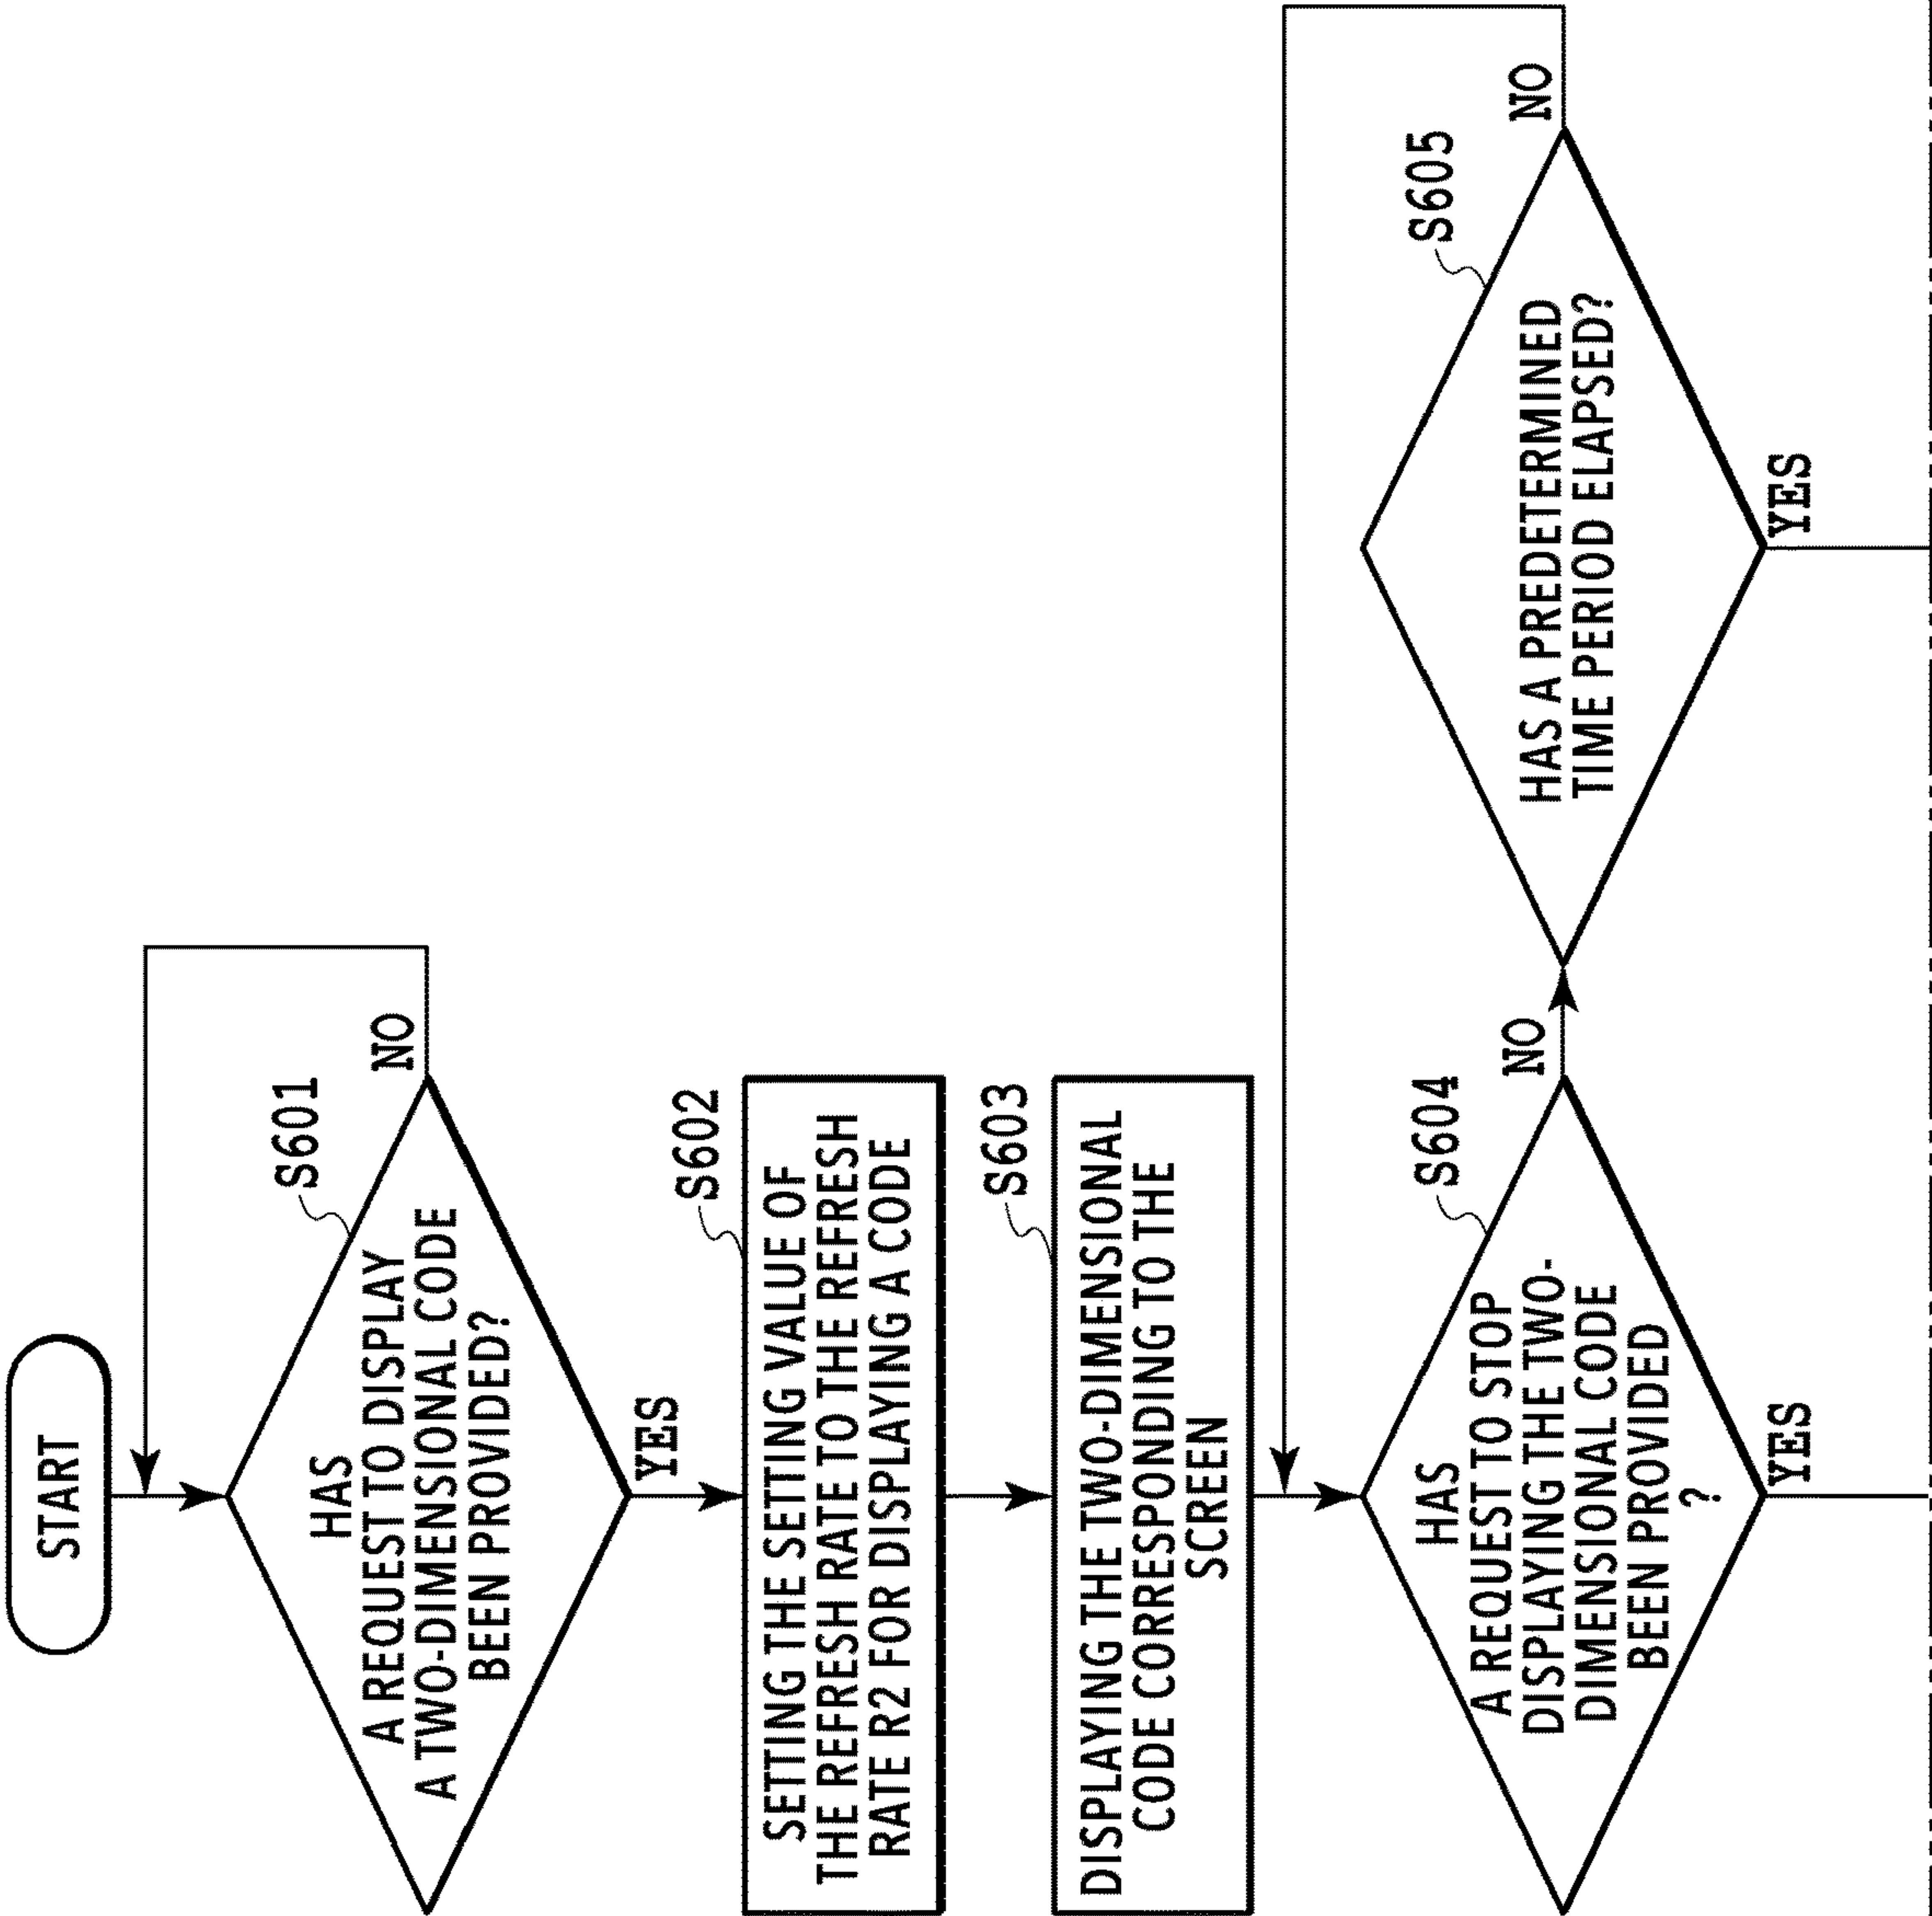 START
S601
HAS
A REQUEST TO DISPLAY
A TWO-DIMENSIONAL CODE
BEEN PROVIDED?
NO
YES
S602
SETTING THE SETTING VALUE OF
THE REFRESH RATE TO THE REFRESH
RATE R2 FOR DISPLAYING A CODE
S603
DISPLAYING THE TWO-DIMENSIONAL
CODE CORRESPONDING TO THE
SCREEN
S604
HAS
A REQUEST TO STOP
DISPLAYING THE TWO-
DIMENSIONAL CODE
BEEN PROVIDED
?
NO
YES
S605
HAS A PREDETERMINED
TIME PERIOD ELAPSED?
NO
YES